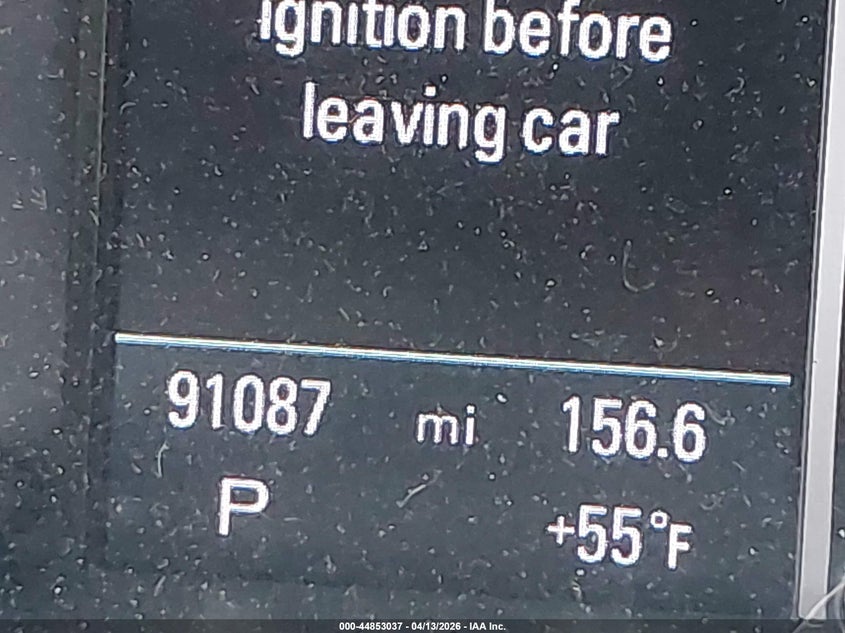 ignition before
leaving car
91087 mi 156.6
P +55°F
000-44853037 - 04/13/2026 - IAA Inc.